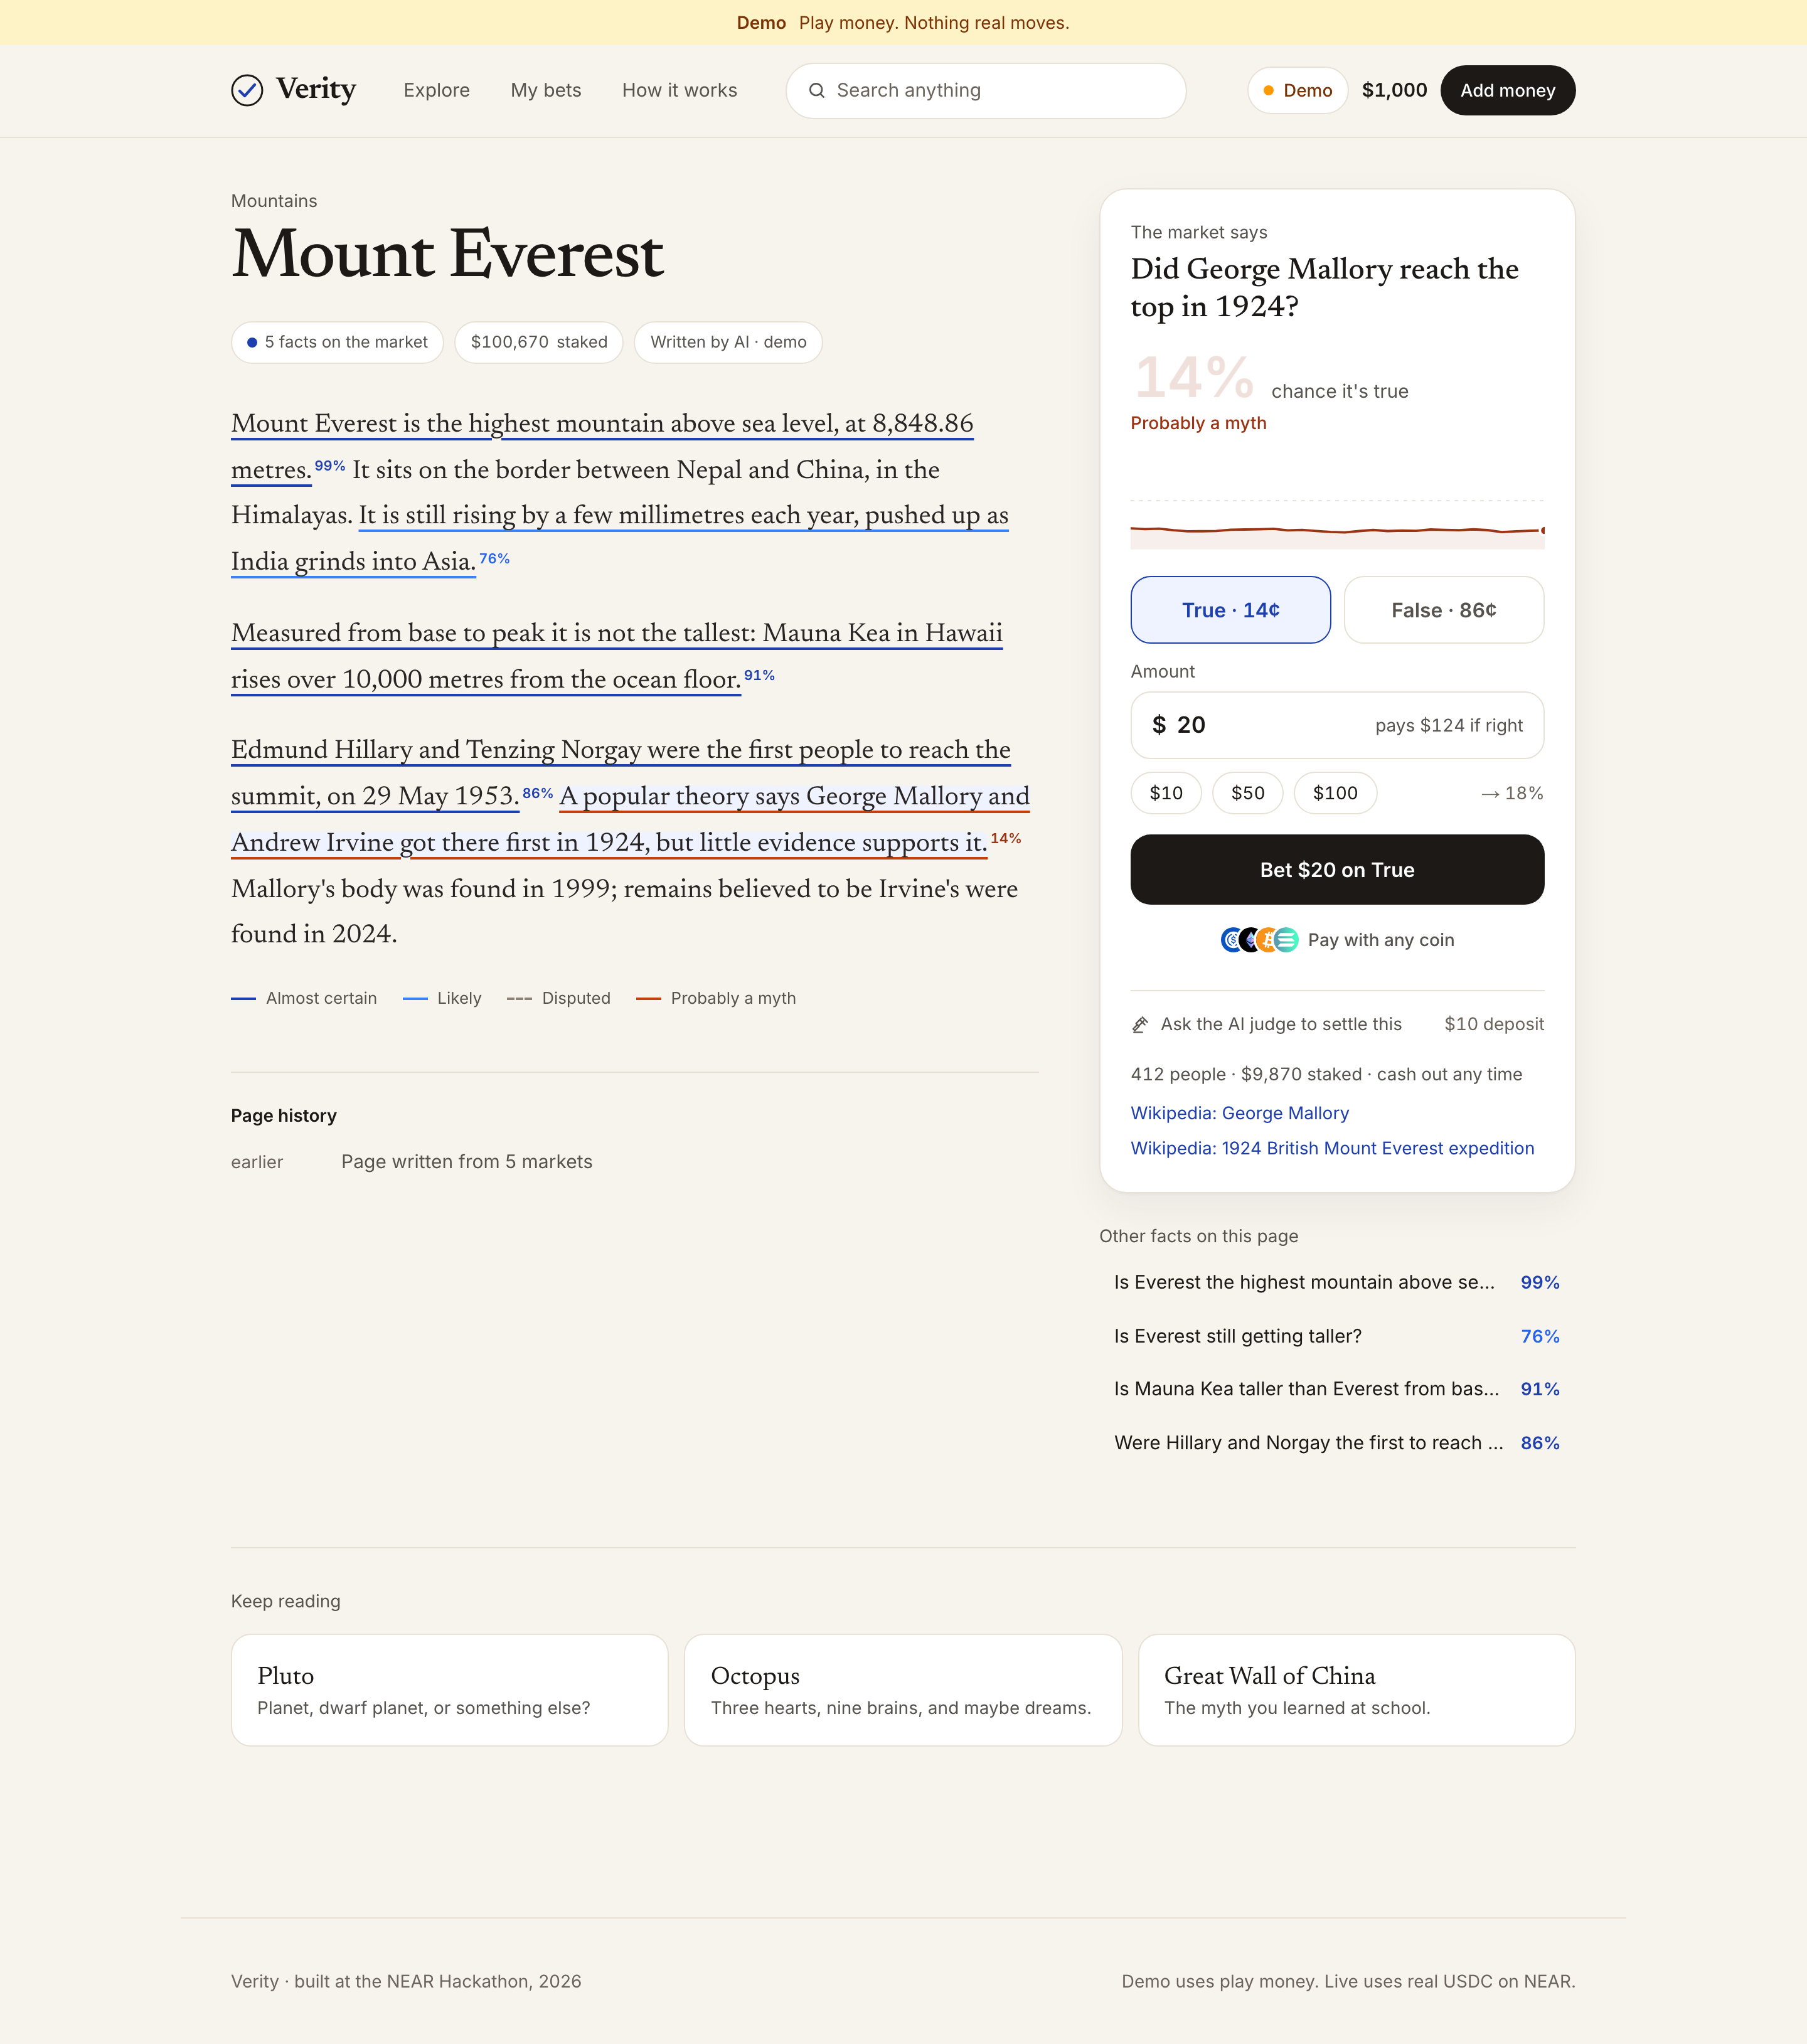 Demo Play money. Nothing real moves.
Verity Explore My bets How it works Search anything Demo $1,000 Add money
Mountains
Mount Everest
5 facts on the market $100,670 staked Written by AI · demo
Mount Everest is the highest mountain above sea level, at 8,848.86
metres. 99% It sits on the border between Nepal and China, in the
Himalayas. It is still rising by a few millimetres each year, pushed up as
India grinds into Asia. 76%
Measured from base to peak it is not the tallest: Mauna Kea in Hawaii
rises over 10,000 metres from the ocean floor. 91%
Edmund Hillary and Tenzing Norgay were the first people to reach the
summit, on 29 May 1953. 86% A popular theory says George Mallory and
Andrew Irvine got there first in 1924, but little evidence supports it. 14%
Mallory's body was found in 1999; remains believed to be Irvine's were
found in 2024.
Almost certain Likely Disputed Probably a myth
Page history
earlier Page written from 5 markets
The market says
Did George Mallory reach the
top in 1924?
14% chance it's true
Probably a myth
True · 14¢ False · 86¢
Amount
$ 20 pays $124 if right
$10 $50 $100 → 18%
Bet $20 on True
Pay with any coin
Ask the AI judge to settle this $10 deposit
412 people · $9,870 staked · cash out any time
Wikipedia: George Mallory
Wikipedia: 1924 British Mount Everest expedition
Other facts on this page
Is Everest the highest mountain above se... 99%
Is Everest still getting taller? 76%
Is Mauna Kea taller than Everest from bas... 91%
Were Hillary and Norgay the first to reach ... 86%
Keep reading
Pluto
Planet, dwarf planet, or something else?
Octopus
Three hearts, nine brains, and maybe dreams.
Great Wall of China
The myth you learned at school.
Verity · built at the NEAR Hackathon, 2026
Demo uses play money. Live uses real USDC on NEAR.